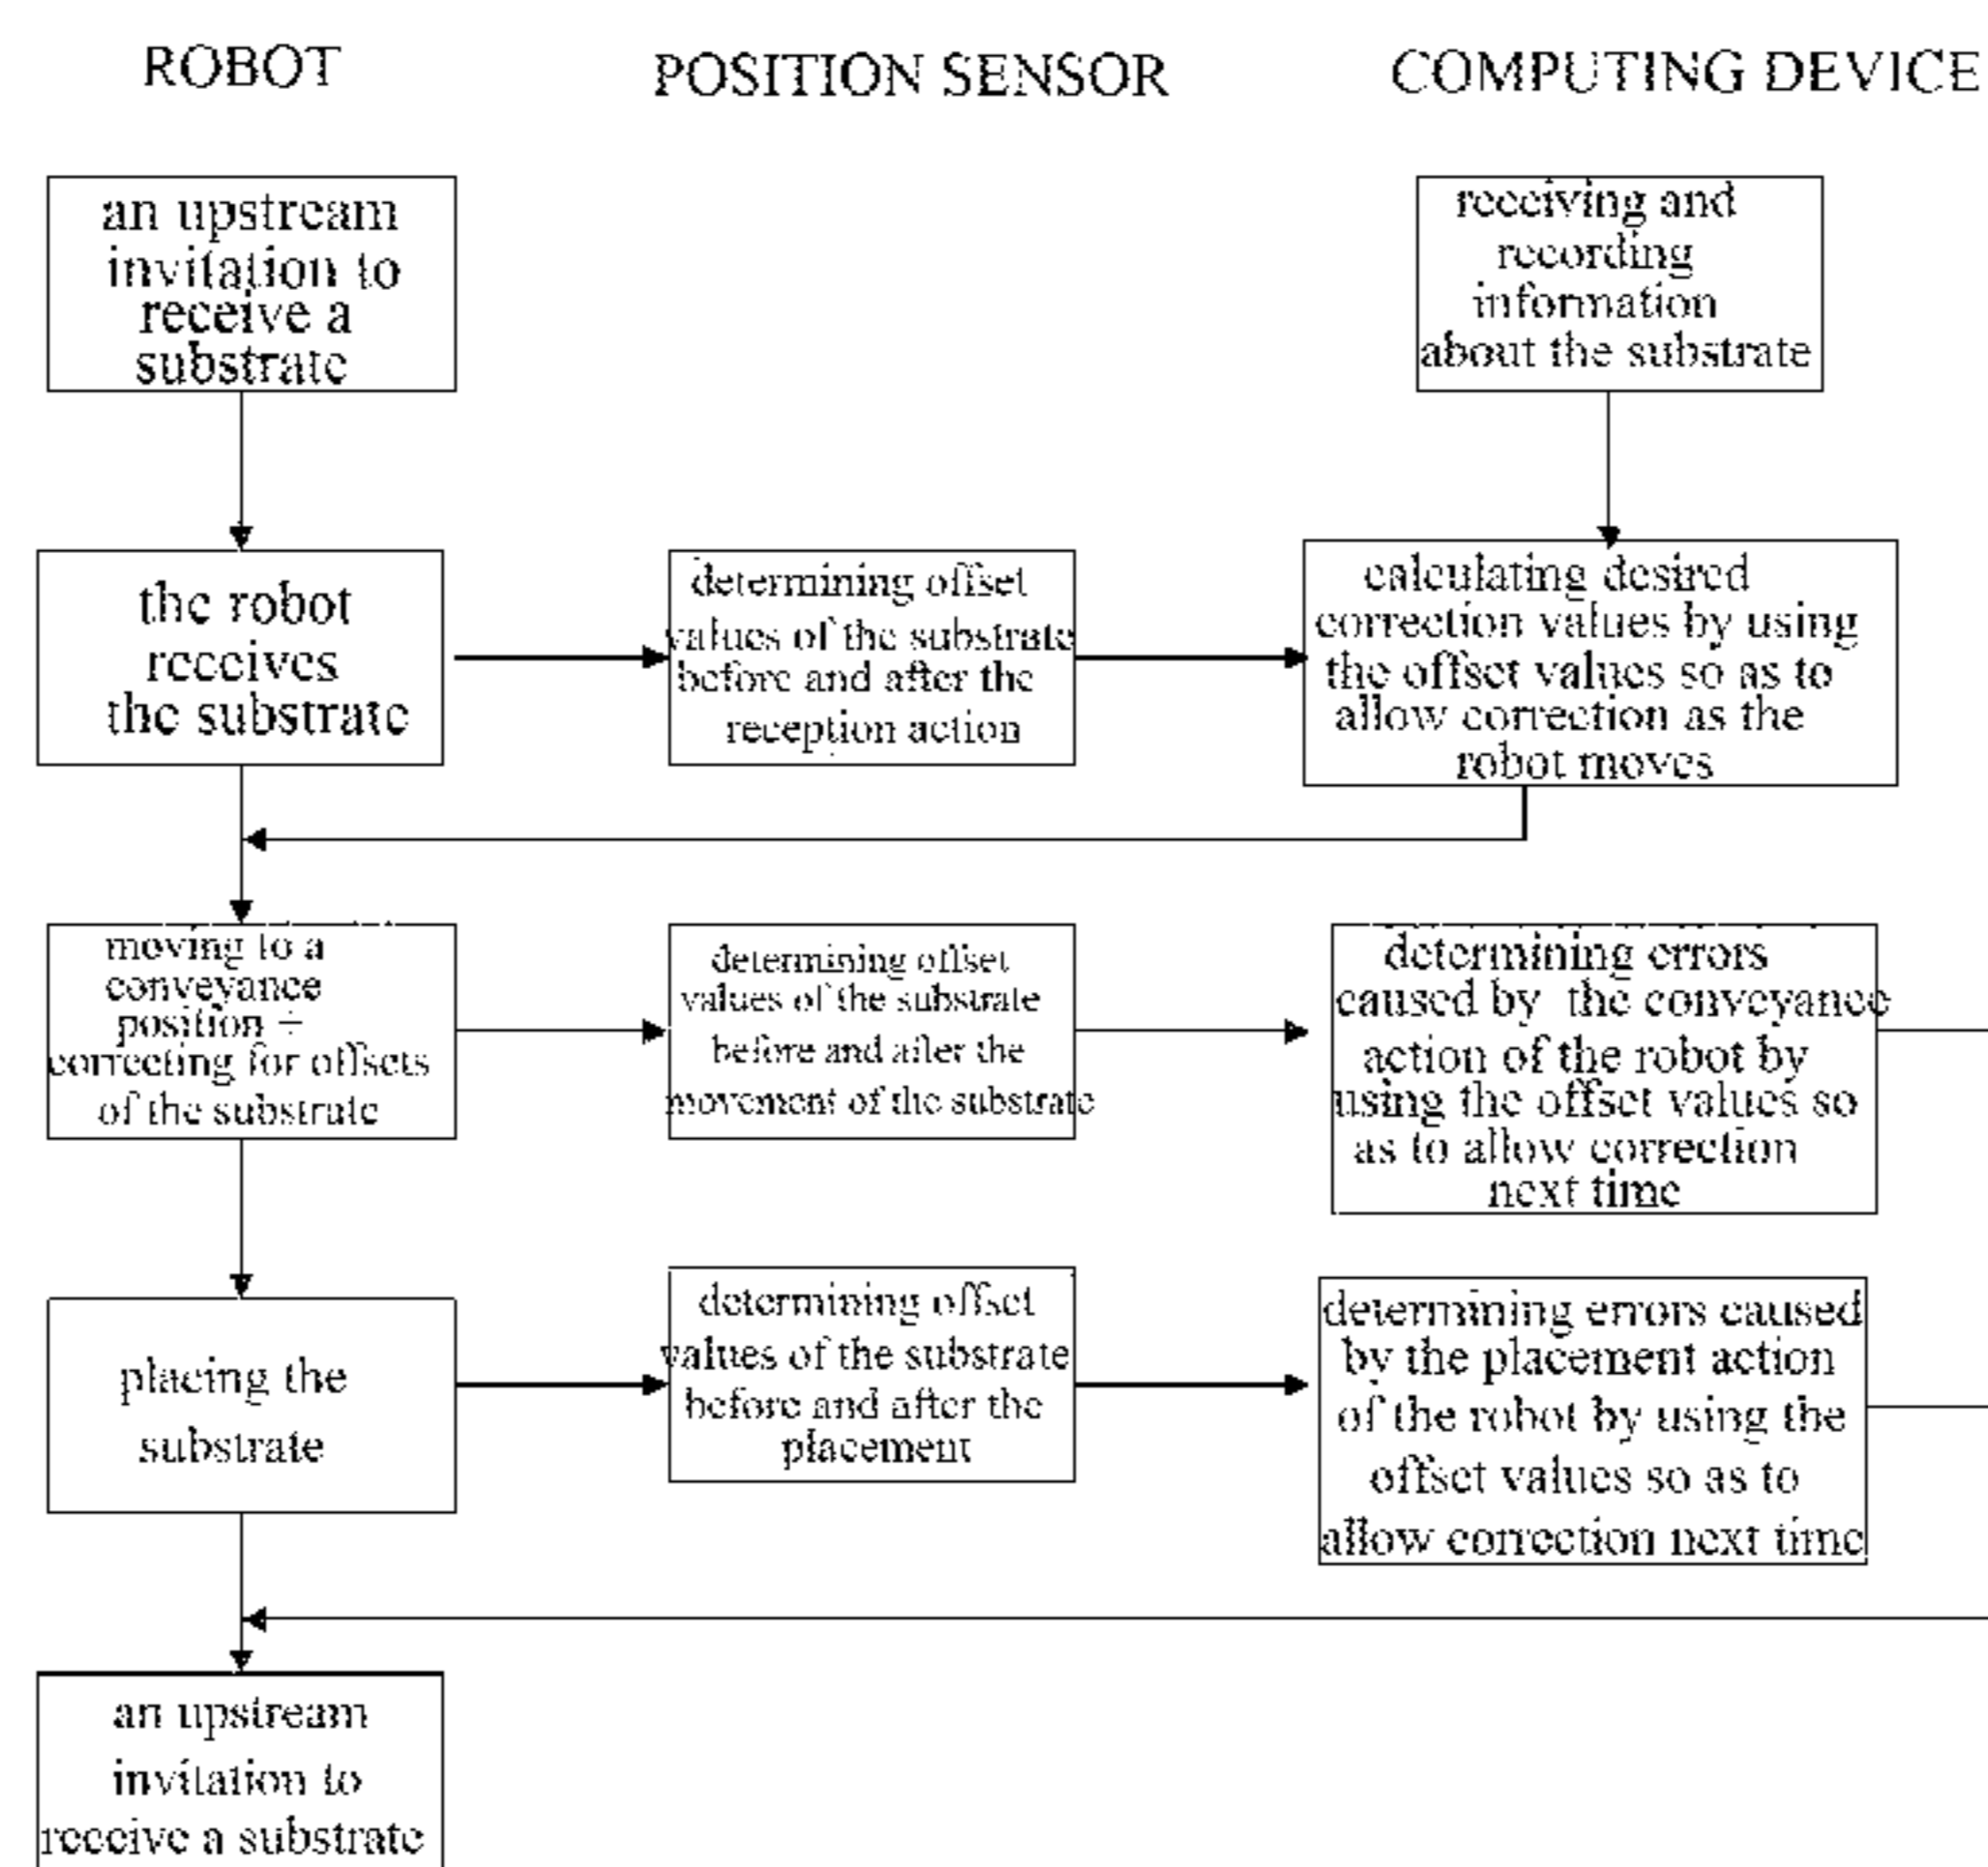 ROBOT
POSITION SENSOR
COMPUTING DEVICE
an upstream
invitation to
receive a
substrate
receiving and
recording
information
about the substrate
the robot
receives
the substrate
determining offset
values of the substrate
before and after the
reception action
calculating desired
correction values by using
the offset values so as to
allow correction as the
robot moves
moving to a
conveyance
position +
correcting for offsets
of the substrate
determining offset
values of the substrate
before and after the
movement of the substrate
determining errors
caused by the conveyance
action of the robot by
using the offset values so
as to allow correction
next time
placing the
substrate
determining offset
values of the substrate
before and after the
placement
determining errors caused
by the placement action
of the robot by using the
offset values so as to
allow correction next time
an upstream
invitation to
receive a substrate